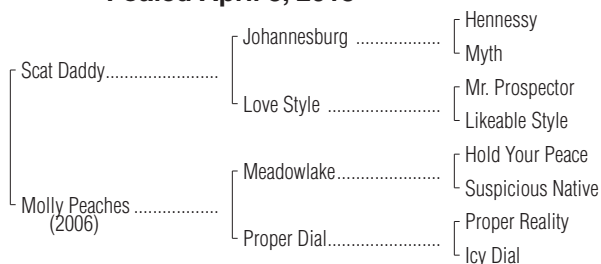 Foaled April
Hennessy
Johannesburg ....................
Myth
Scat Daddy..........................
Mr. Prospector
Love Style ..........................
Likeable Style
Hold Your Peace
Meadowlake........................
Suspicious Native
Molly Peaches ....................
(2006)
Proper Reality
Proper Dial..........................
Icy Dial